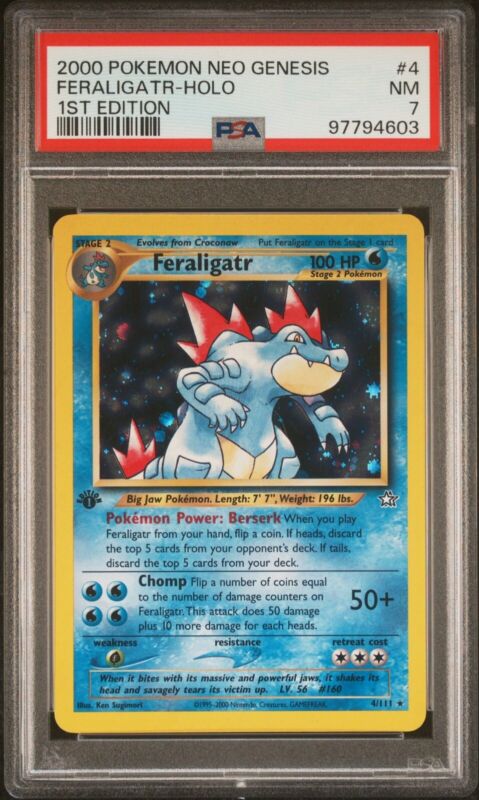 2000 POKEMON NEO GENESIS #4
FERALIGATR-HOLO NM
1ST EDITION 7
PSA
97794603
STAGE 2 Evolves from Croconaw Put Feraligatr on the Stage 1 card
Feraligatr 100 HP
Stage 2 Pokémon
EDITION
1
Big Jaw Pokémon. Length: 7' 7", Weight: 196 lbs.
Pokémon Power: Berserk When you play
Feraligatr from your hand, flip a coin. If heads, discard
the top 5 cards from your opponent's deck. If tails,
discard the top 5 cards from your deck.
Chomp Flip a number of coins equal
to the number of damage counters on
Feraligatr. This attack does 50 damage
plus 10 more damage for each heads.
50+
weakness resistance retreat cost
When it bites with its massive and powerful jaws, it shakes its
head and savagely tears its victim up. LV. 56 #160
Illus. Ken Sugimori ©1995-2000 Nintendo, Creatures, GAMEFREAK. 4/111 ★
PSA